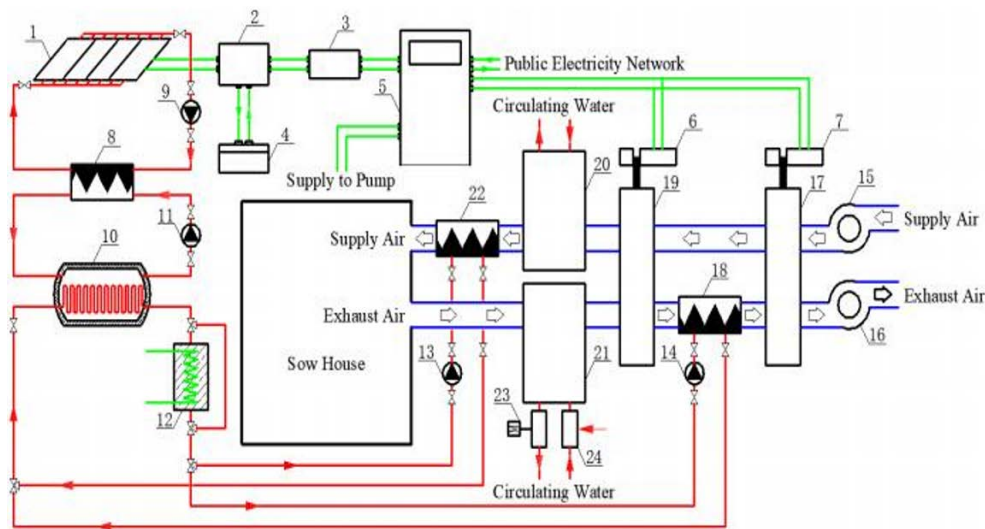 1
2
3
Public Electricity Network
5
Circulating Water
6
7
9
8
4
Supply to Pump
20
19
17
15
22
11
Supply Air
Supply Air
10
18
Exhaust Air
Exhaust Air
Sow House
13
21
14
16
12
23
24
Circulating Water